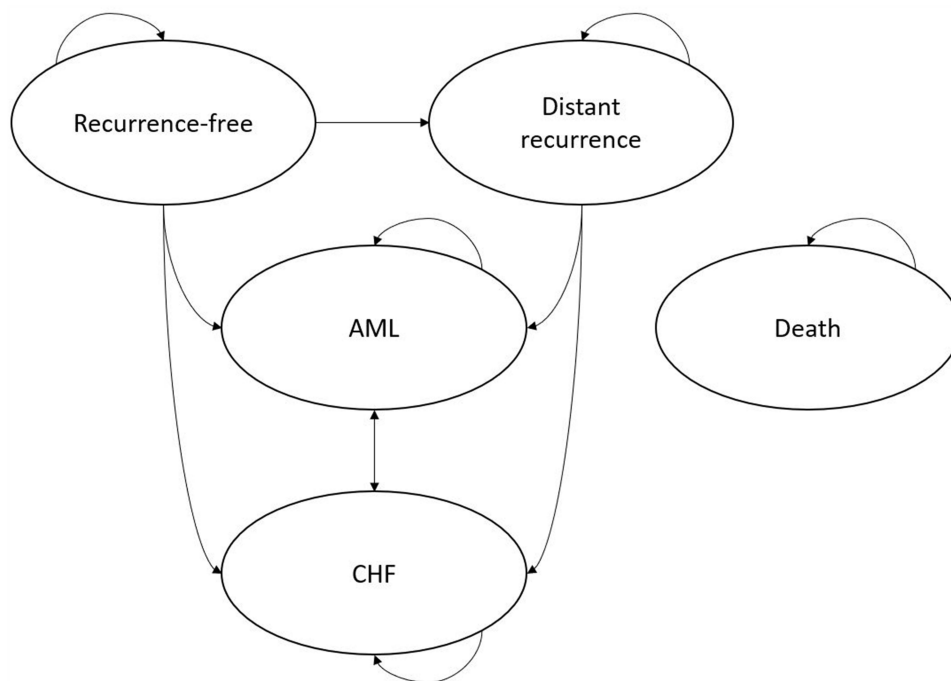 Recurrence-free
Distant
recurrence
AML
Death
CHF